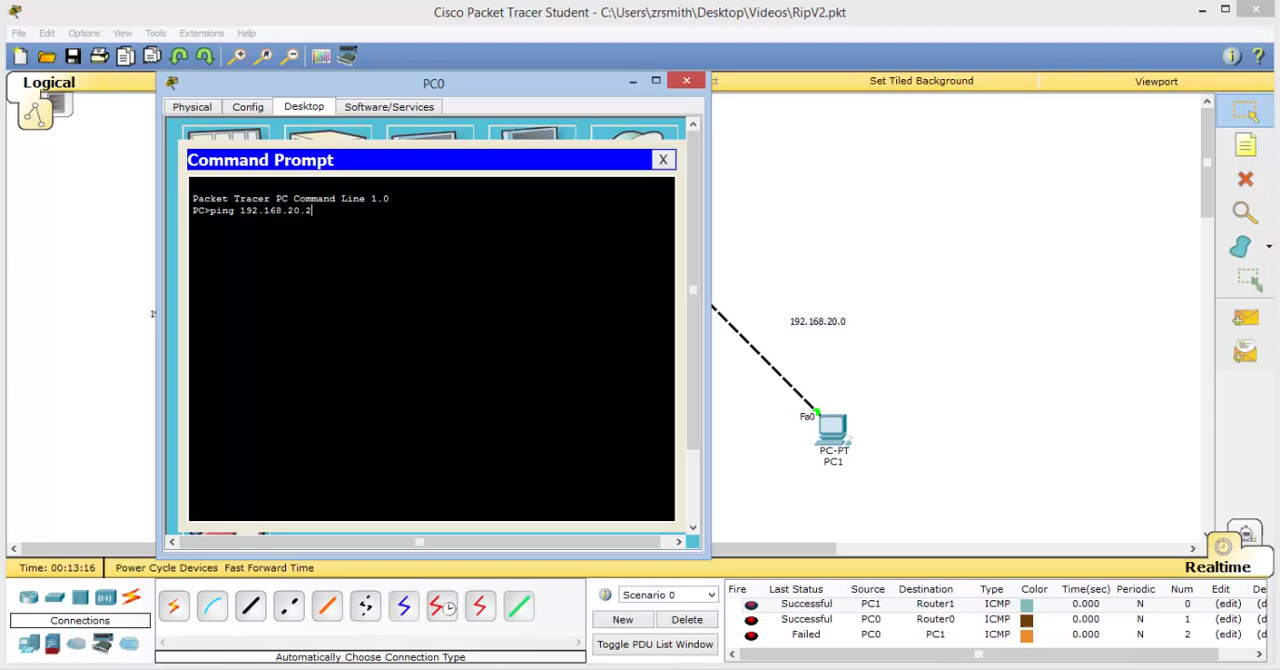 Cisco Packet Tracer Student - C:\Users\zrsmith\Desktop\Videos\RipV2.pkt
File Edit Options View Tools Extensions Help
Logical
PC0
Set Tiled Background
Viewport
Physical Config Desktop Software/Services
Command Prompt
X
Packet Tracer PC Command Line 1.0
PC>ping 192.168.20.2
192.168.20.0
Fa0
PC-PT
PC1
Realtime
Time: 00:13:16 Power Cycle Devices Fast Forward Time
Connections
Automatically Choose Connection Type
Scenario 0
New Delete
Toggle PDU List Window
Fire Last Status Source Destination Type Color Time(sec) Periodic Num Edit
Successful PC1 Router1 ICMP 0.000 N 0 (edit)
Successful PC0 Router0 ICMP 0.000 N 1 (edit)
Failed PC0 PC1 ICMP 0.000 N 2 (edit)